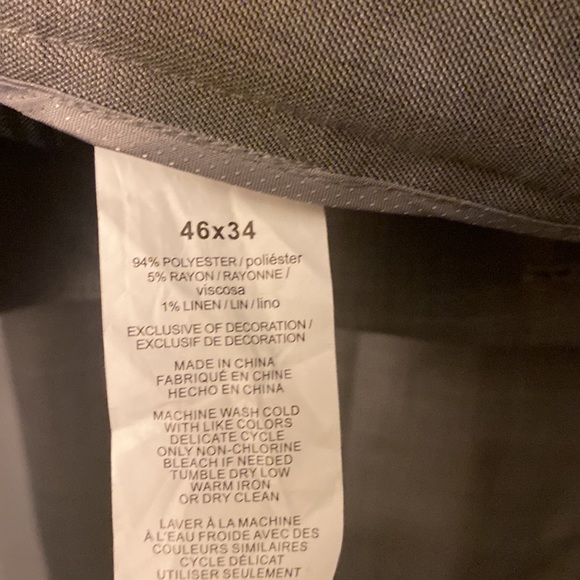 46x34
94% POLYESTER / poliéster
5% RAYON / RAYONNE /
viscosa
1% LINEN / LIN / lino
EXCLUSIVE OF DECORATION /
EXCLUSIF DE DECORATION
MADE IN CHINA
FABRIQUÉ EN CHINE
HECHO EN CHINA
MACHINE WASH COLD
WITH LIKE COLORS
DELICATE CYCLE
ONLY NON-CHLORINE
BLEACH IF NEEDED
TUMBLE DRY LOW
WARM IRON
OR DRY CLEAN
LAVER À LA MACHINE
À L'EAU FROIDE AVEC DES
COULEURS SIMILAIRES
CYCLE DÉLICAT
UTILISER SEULEMENT